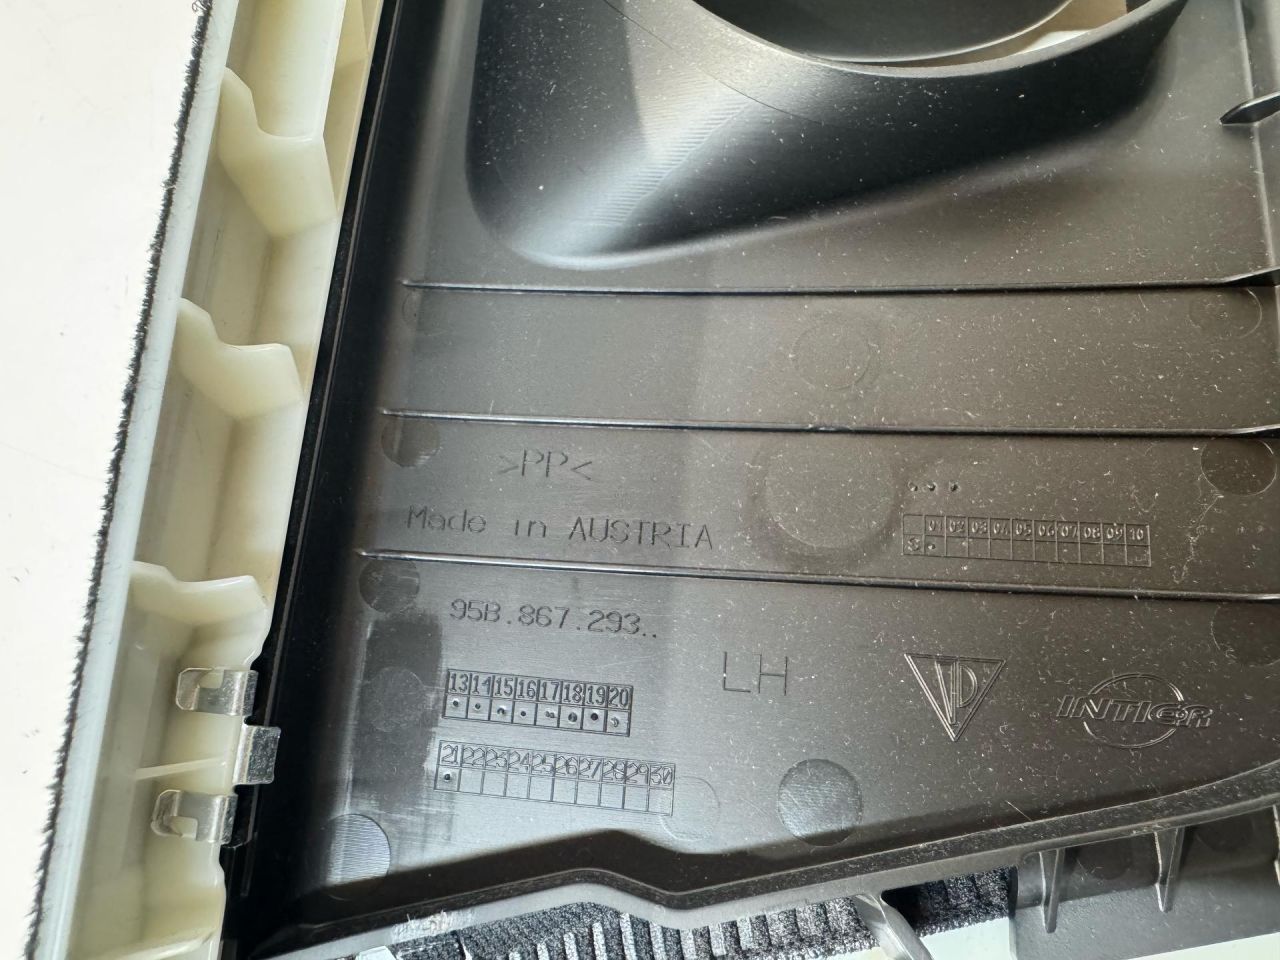 >PP<
Made in AUSTRIA
01 02 03 04 05 06 07 08 09 10
S
95B.867.293..
LH
13 14 15 16 17 18 19 20
21 22 23 24 25 26 27 28 29 30
INTIER